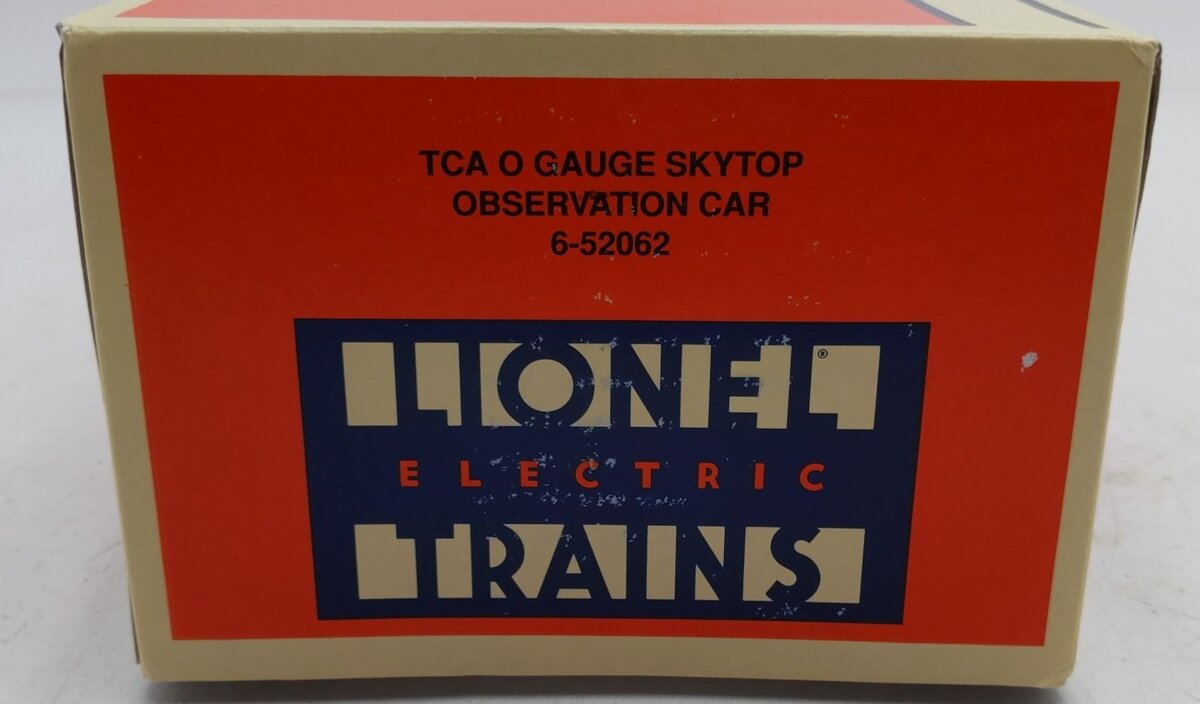 TCA O GAUGE SKYTOP
OBSERVATION CAR
6-52062
LIONEL®
ELECTRIC
TRAINS